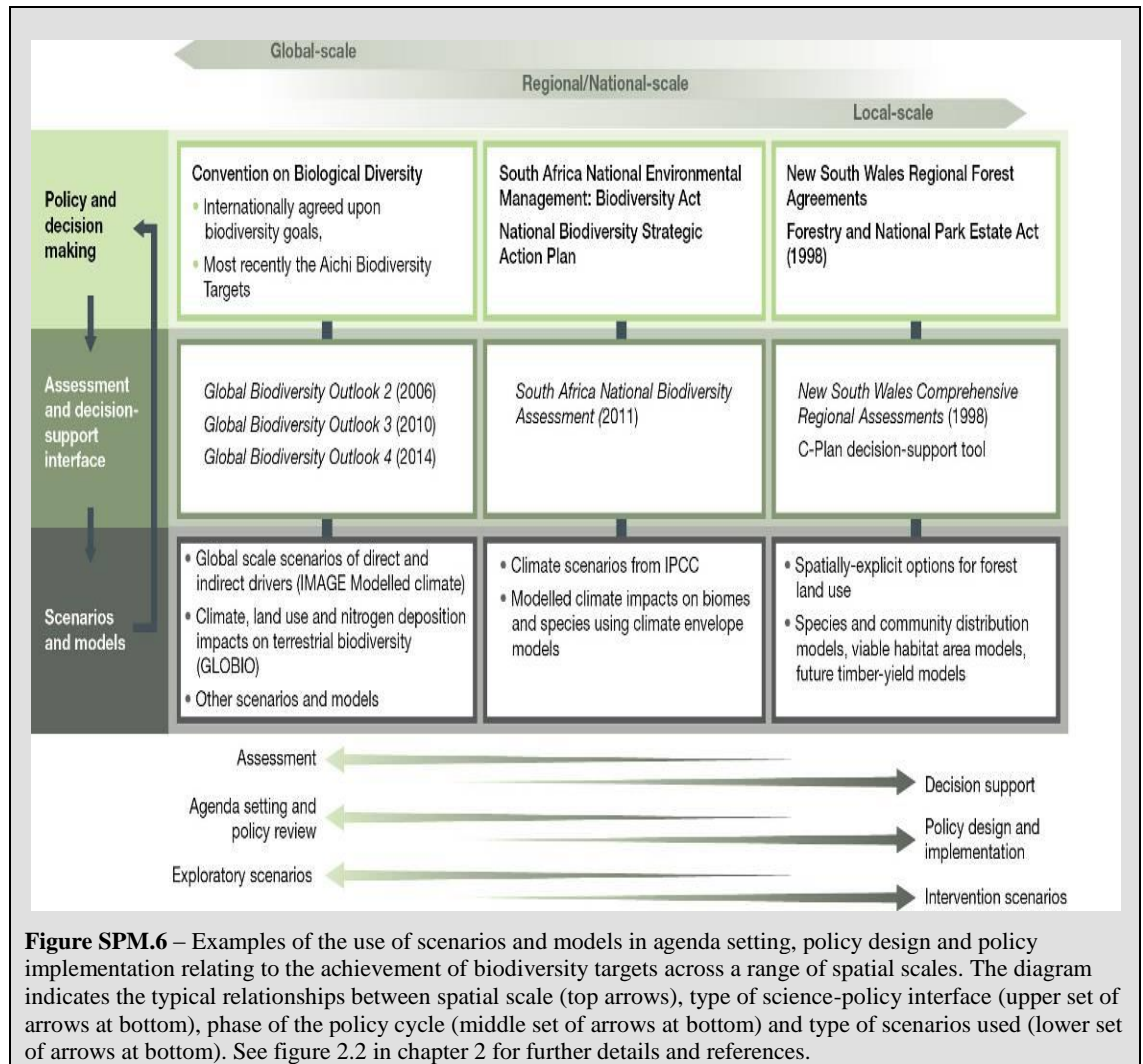 Global-scale
Regional/National-scale
Local-scale
Policy and
decision
making
Convention on Biological Diversity
• Internationally agreed upon
biodiversity goals,
• Most recently the Aichi Biodiversity
Targets
South Africa National Environmental
Management: Biodiversity Act
National Biodiversity Strategic
Action Plan
New South Wales Regional Forest
Agreements
Forestry and National Park Estate Act
(1998)
Assessment
and decision-
support
interface
Global Biodiversity Outlook 2 (2006)
Global Biodiversity Outlook 3 (2010)
Global Biodiversity Outlook 4 (2014)
South Africa National Biodiversity
Assessment (2011)
New South Wales Comprehensive
Regional Assessments (1998)
C-Plan decision-support tool
Scenarios
and models
• Global scale scenarios of direct and
indirect drivers (IMAGE Modelled climate)
• Climate, land use and nitrogen deposition
impacts on terrestrial biodiversity
(GLOBIO)
• Other scenarios and models
• Climate scenarios from IPCC
• Modelled climate impacts on biomes
and species using climate envelope
models
• Spatially-explicit options for forest
land use
• Species and community distribution
models, viable habitat area models,
future timber-yield models
Assessment
Decision support
Agenda setting and
policy review
Policy design and
implementation
Exploratory scenarios
Intervention scenarios
Figure SPM.6 – Examples of the use of scenarios and models in agenda setting, policy design and policy
implementation relating to the achievement of biodiversity targets across a range of spatial scales. The diagram
indicates the typical relationships between spatial scale (top arrows), type of science-policy interface (upper set of
arrows at bottom), phase of the policy cycle (middle set of arrows at bottom) and type of scenarios used (lower set
of arrows at bottom). See figure 2.2 in chapter 2 for further details and references.